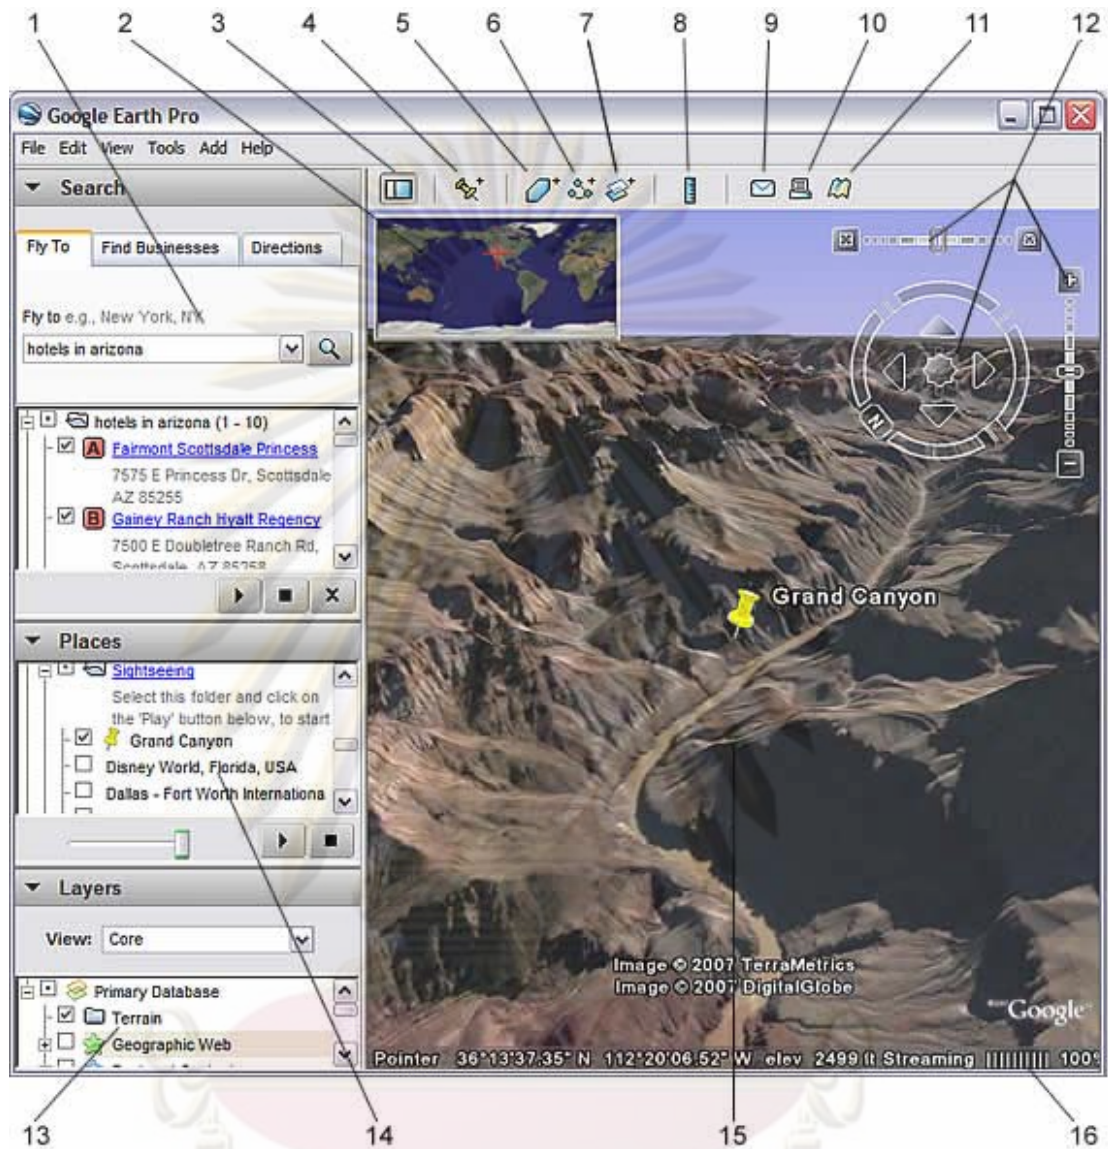 1 2 3 4 5 6 7 8 9 10 11 12
Google Earth Pro
File Edit View Tools Add Help
Search
Fly To Find Businesses Directions
Fly to e.g., New York, NY
hotels in arizona
hotels in arizona (1 - 10)
A Fairmont Scottsdale Princess
7575 E Princess Dr, Scottsdale
AZ 85255
B Gainey Ranch Hyatt Regency
7500 E Doubletree Ranch Rd,
Scottsdale, AZ 85258
Places
Sightseeing
Select this folder and click on
the 'Play' button below, to start
Grand Canyon
Disney World, Florida, USA
Dallas - Fort Worth Internationa
Layers
View: Core
Primary Database
Terrain
Geographic Web
N
Grand Canyon
Image © 2007 TerraMetrics
Image © 2007 DigitalGlobe
Google
Pointer 36°13'37.35" N 112°20'06.52" W elev 2499 ft Streaming |||||||||| 100%
13 14 15 16